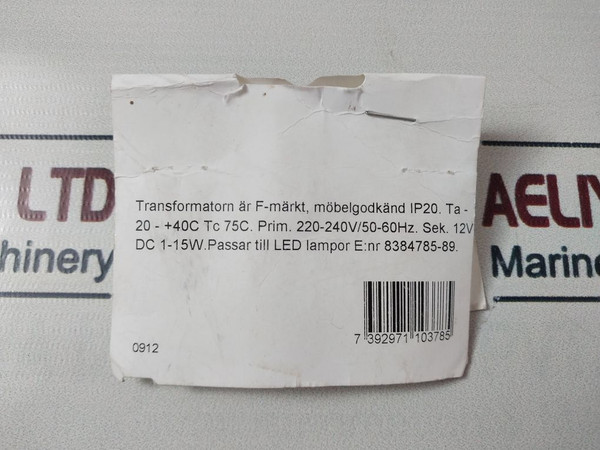 LTD
AELIY
hinery
Marine
Transformatorn är F-märkt, möbelgodkänd IP20. Ta -
20 - +40C Tc 75C. Prim. 220-240V/50-60Hz. Sek. 12V
DC 1-15W.Passar till LED lampor E:nr 8384785-89.
0912
7 392971 103785